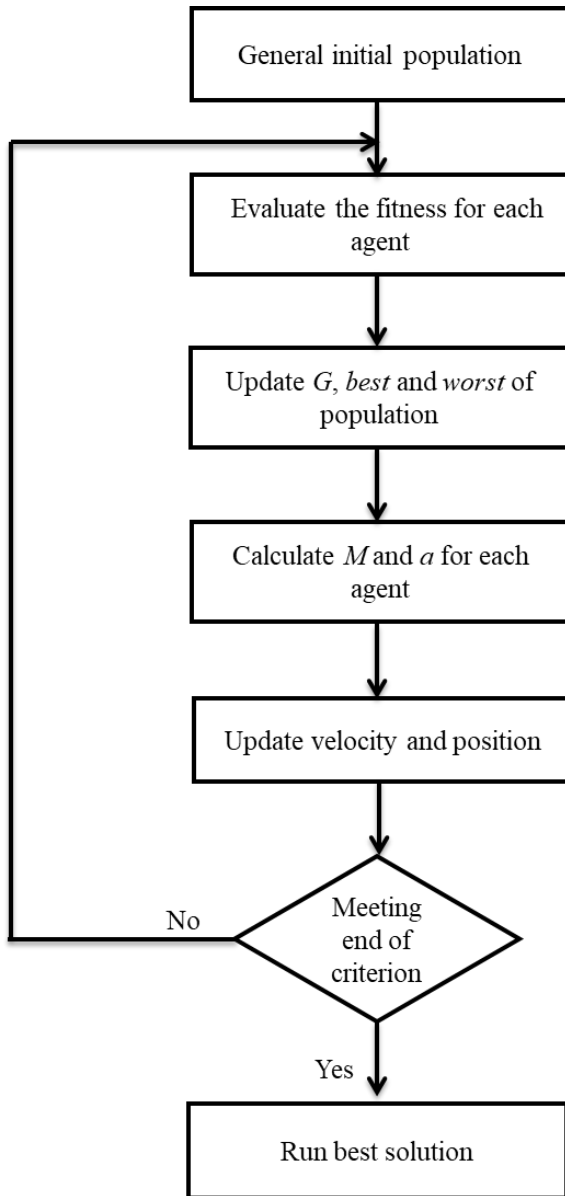 General initial population
Evaluate the fitness for each
agent
Update G, best and worst of
population
Calculate M and a for each
agent
Update velocity and position
Meeting
end of
criterion
No
Yes
Run best solution